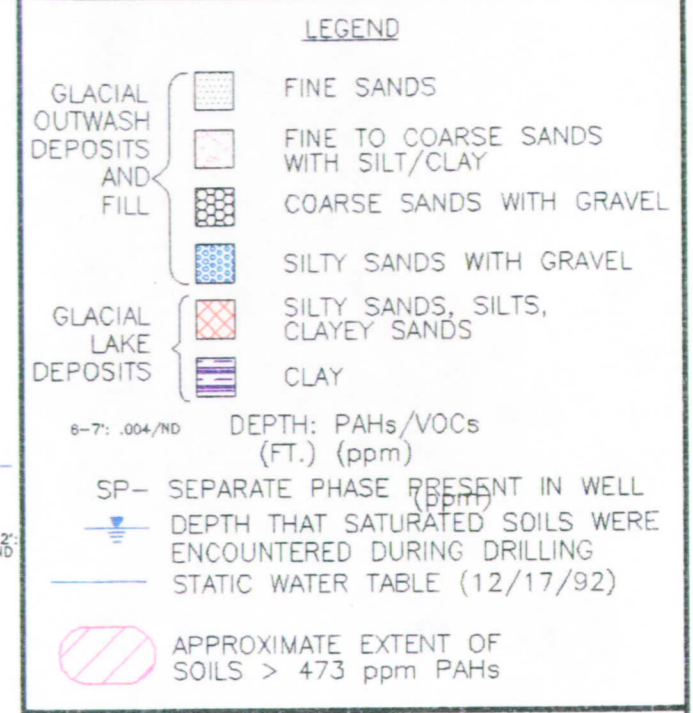 LEGEND
GLACIAL
OUTWASH
DEPOSITS
AND
FILL
FINE SANDS
FINE TO COARSE SANDS
WITH SILT/CLAY
COARSE SANDS WITH GRAVEL
SILTY SANDS WITH GRAVEL
GLACIAL
LAKE
DEPOSITS
SILTY SANDS, SILTS,
CLAYEY SANDS
CLAY
6-7': .004/ND
DEPTH: PAHs/VOCs
(FT.) (ppm)
SP- SEPARATE PHASE PRESENT IN WELL
(ppm)
2':
ND
DEPTH THAT SATURATED SOILS WERE
ENCOUNTERED DURING DRILLING
STATIC WATER TABLE (12/17/92)
APPROXIMATE EXTENT OF
SOILS > 473 ppm PAHs